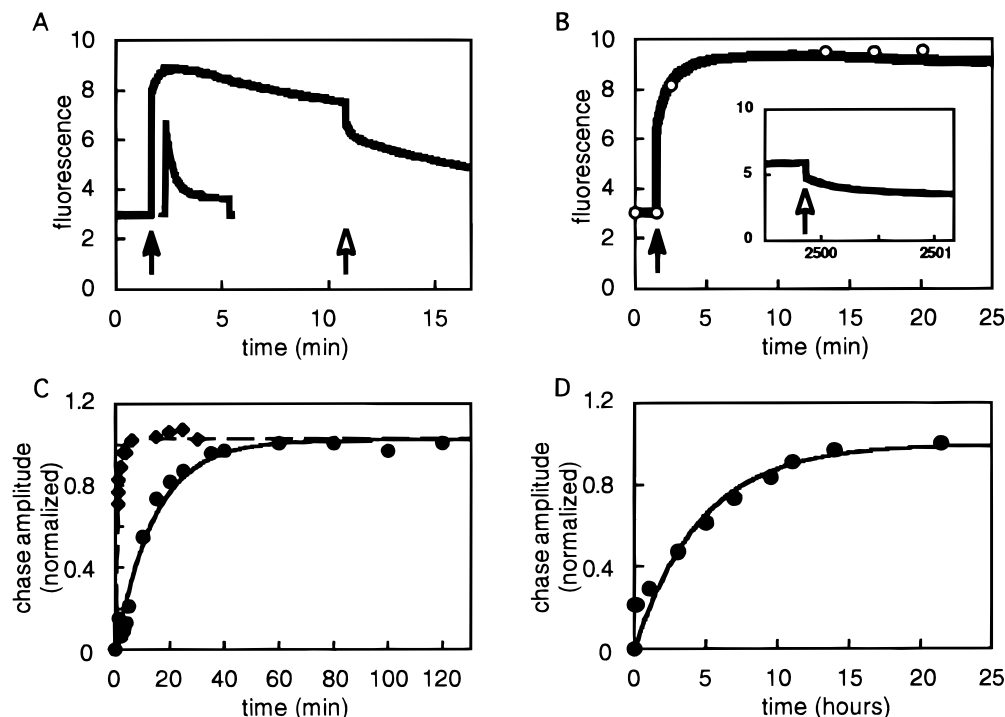 A
fluorescence
10
8
6
4
2
0
0 5 10 15
time (min)
B
fluorescence
10
8
6
4
2
0
0 5 10 15 20 25
time (min)
10
5
0
2500 2501
C
chase amplitude
(normalized)
1.2
0.8
0.4
0
0 20 40 60 80 100 120
time (min)
D
chase amplitude
(normalized)
1.2
0.8
0.4
0
0 5 10 15 20 25
time (hours)